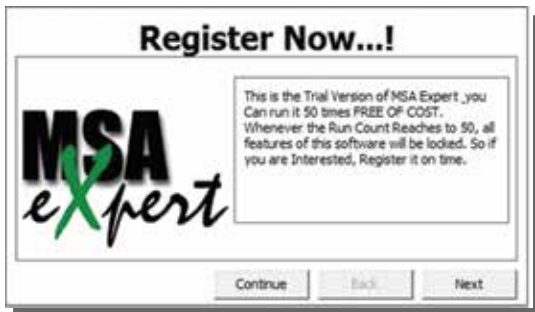 Register Now...!
MSA
eXpert
This is the Trial Version of MSA Expert ,you
Can run it 50 times FREE OF COST.
Whenever the Run Count Reaches to 50, all
features of this software will be locked. So if
you are Interested, Register it on time.
Continue Back Next